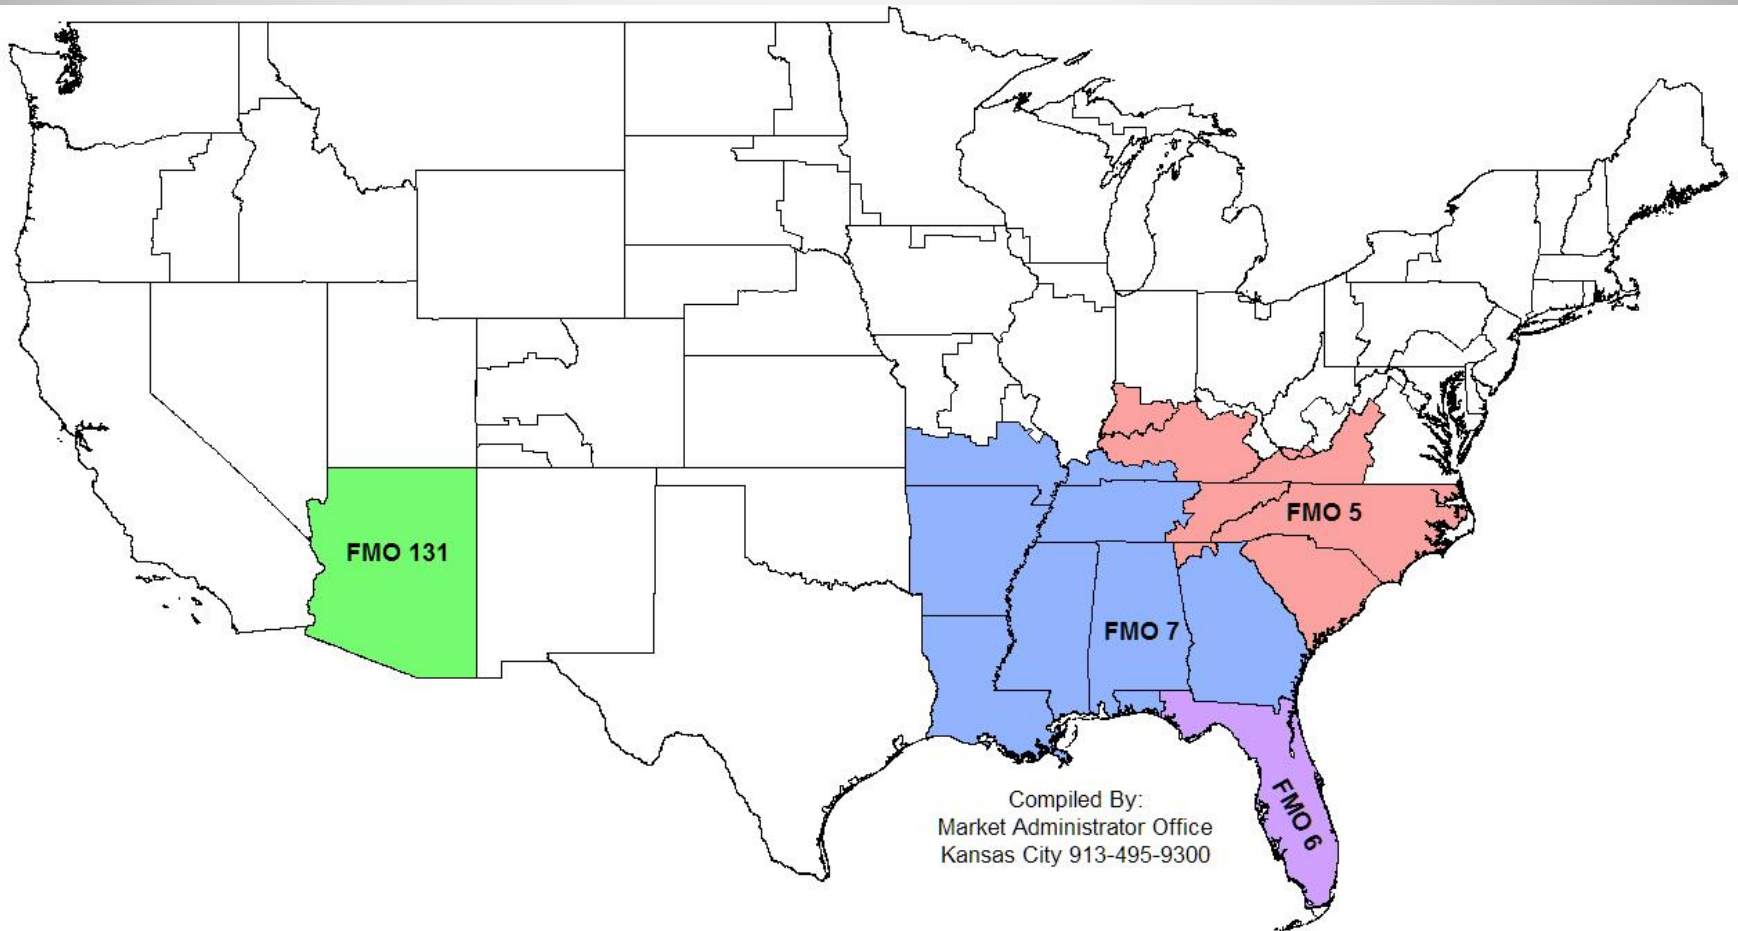 FMO 5
FMO 131
FMO 7
FMO 6
Compiled By:
Market Administrator Office
Kansas City 913-495-9300